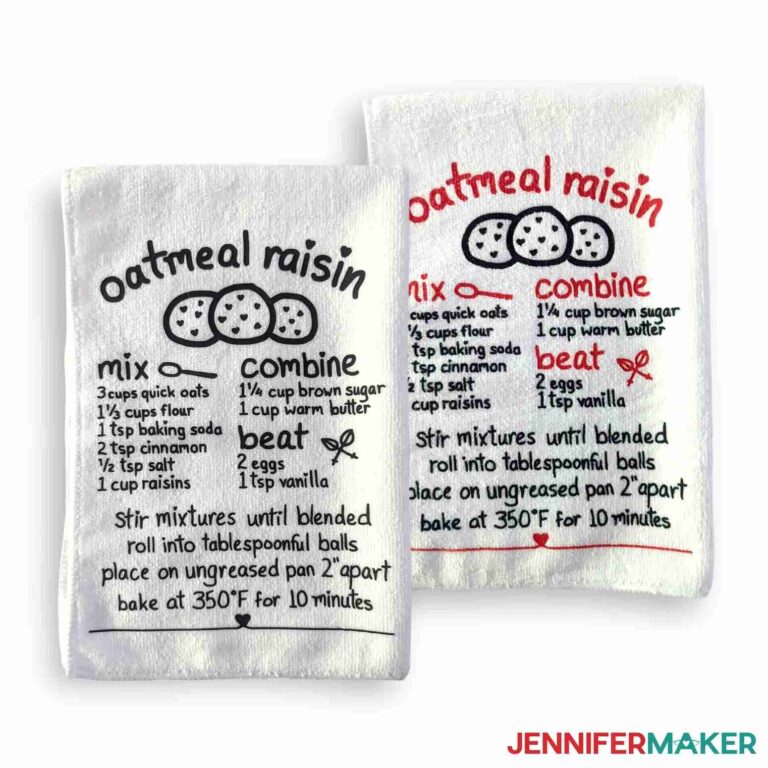 oatmeal raisin
mix
3 cups quick oats
1⅓ cups flour
1 tsp baking soda
2 tsp cinnamon
½ tsp salt
1 cup raisins
combine
1¼ cup brown sugar
1 cup warm butter
beat
2 eggs
1 tsp vanilla
stir mixtures until blended
roll into tablespoonful balls
place on ungreased pan 2" apart
bake at 350°F for 10 minutes
oatmeal raisin
mix
cups quick oats
⅓ cups flour
tsp baking soda
tsp cinnamon
½ tsp salt
cup raisins
combine
1¼ cup brown sugar
1 cup warm butter
beat
2 eggs
1 tsp vanilla
stir mixtures until blended
roll into tablespoonful balls
place on ungreased pan 2" apart
bake at 350°F for 10 minutes
JENNIFERMAKER